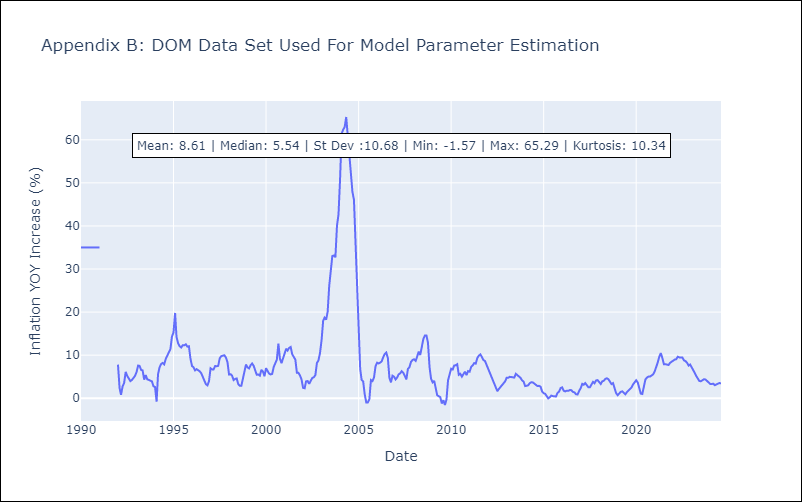 Appendix B: DOM Data Set Used For Model Parameter Estimation
Mean: 8.61 | Median: 5.54 | St Dev :10.68 | Min: -1.57 | Max: 65.29 | Kurtosis: 10.34
Inflation YOY Increase (%)
60
50
40
30
20
10
0
1990 1995 2000 2005 2010 2015 2020
Date